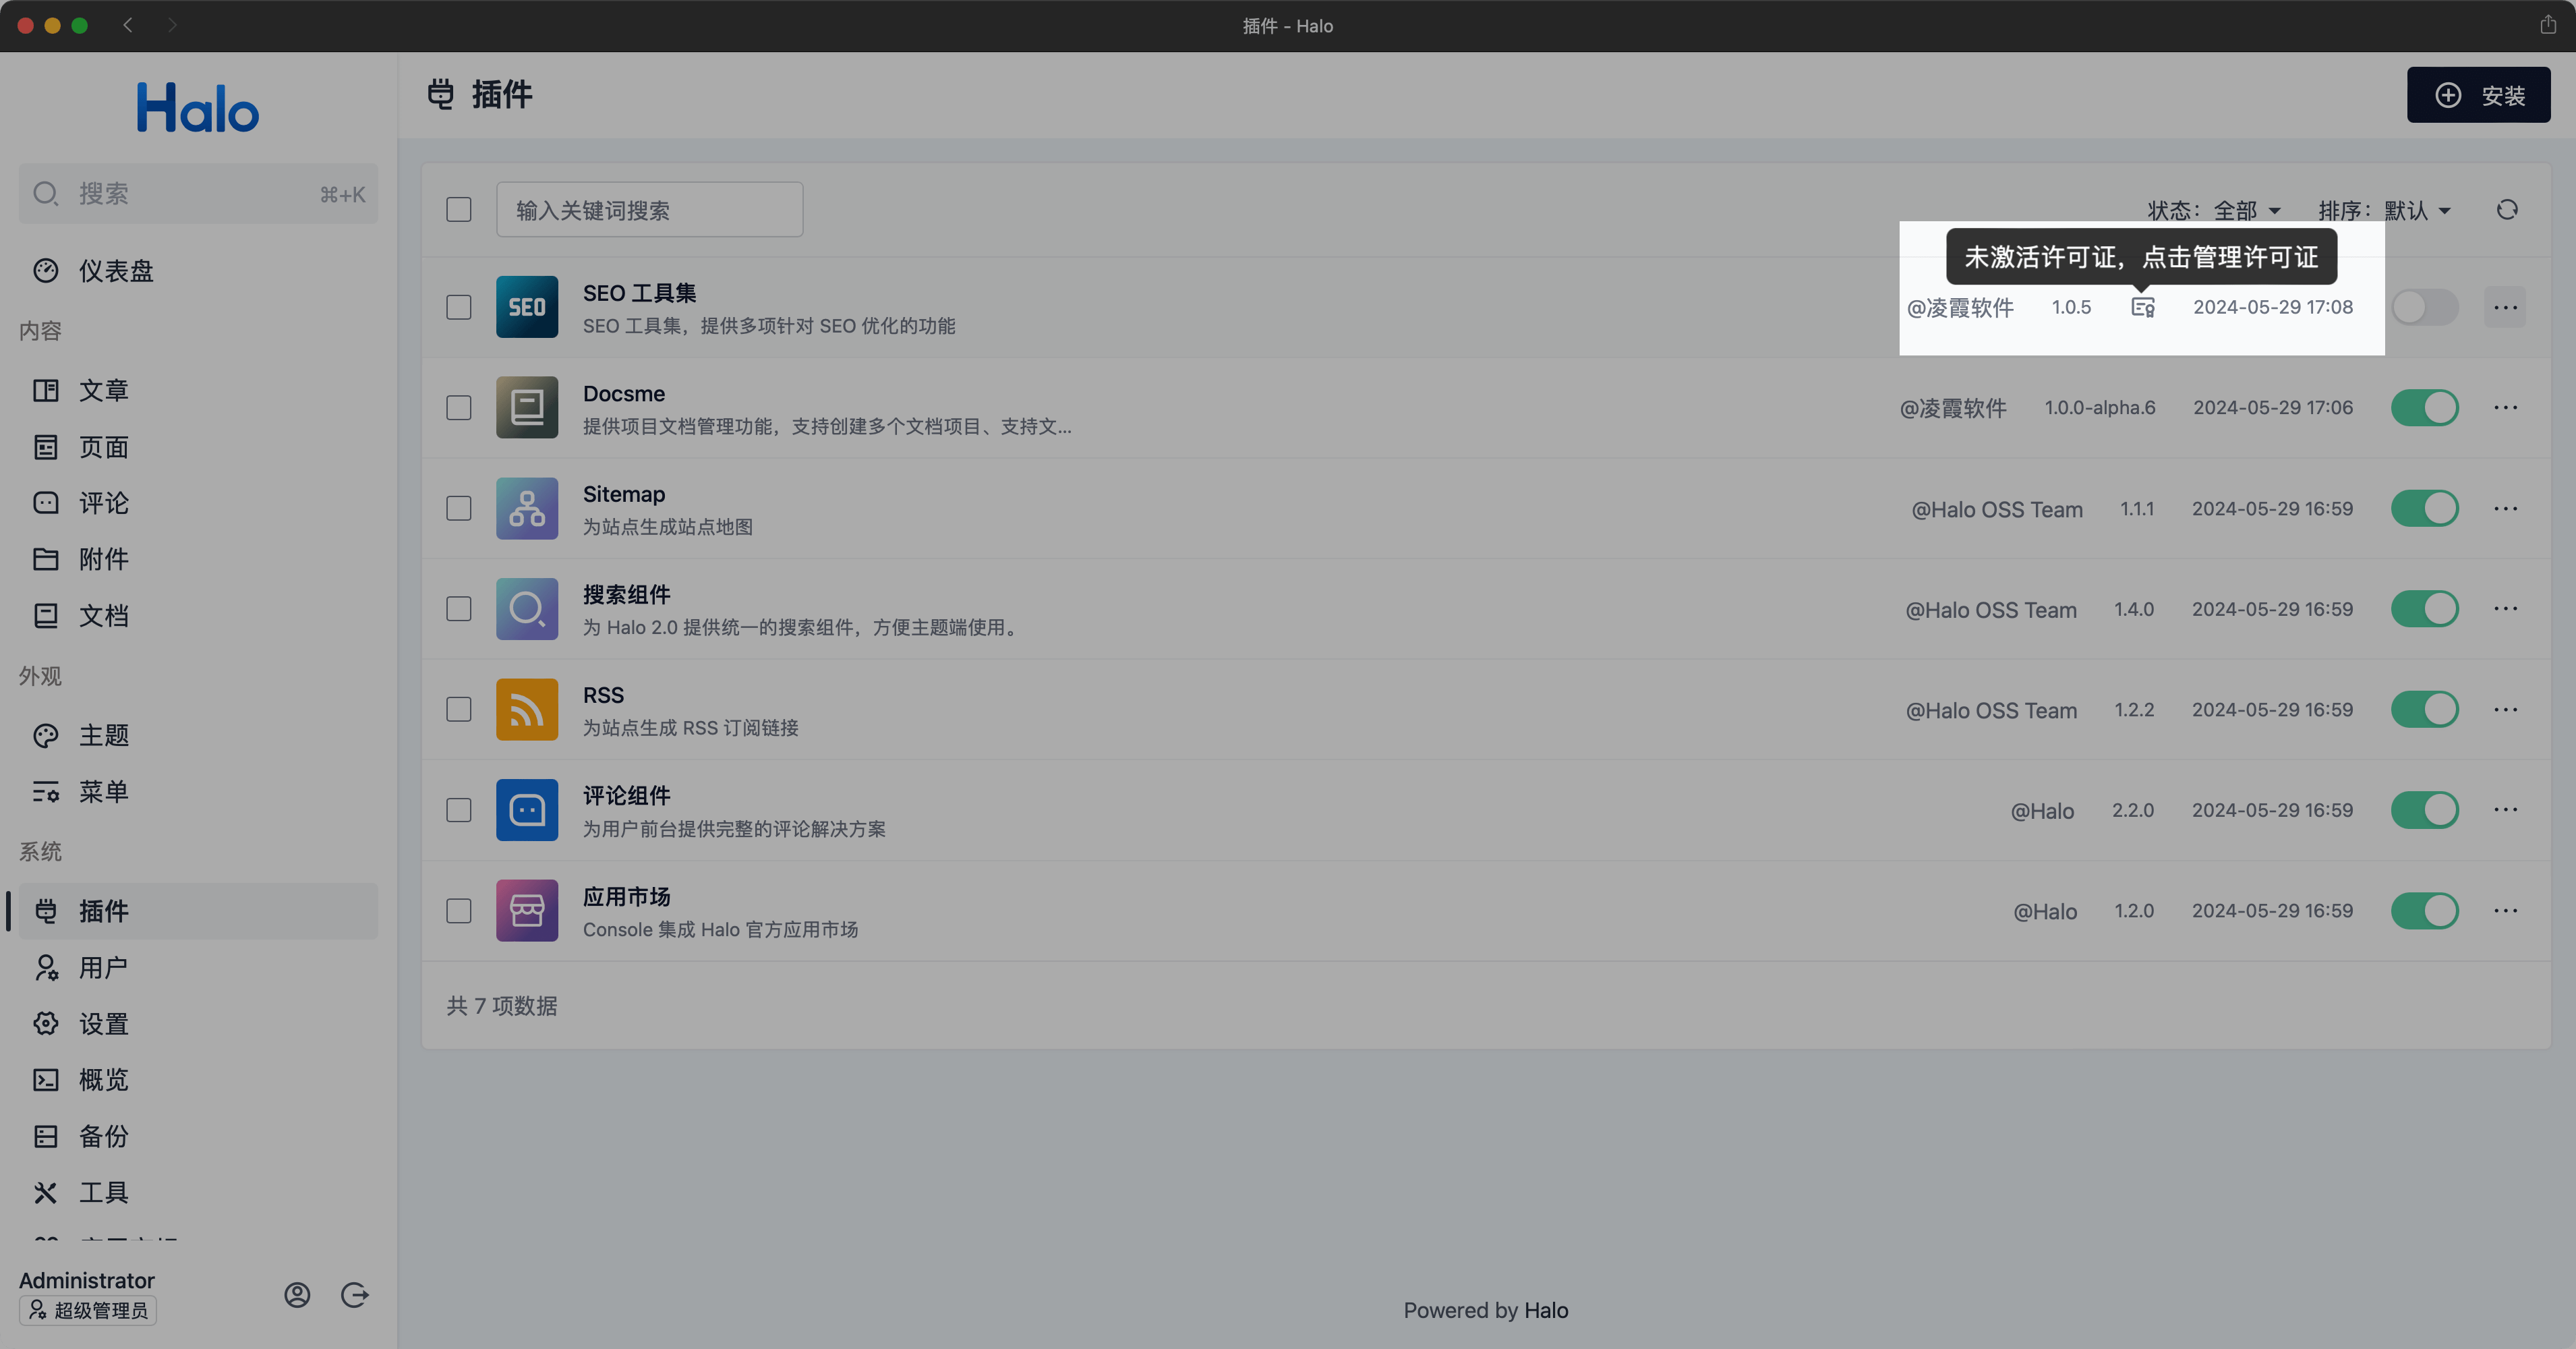 插件 - Halo
Halo
搜索 ⌘+K
仪表盘
内容
文章
页面
评论
附件
文档
外观
主题
菜单
系统
插件
用户
设置
概览
备份
工具
Administrator
超级管理员
插件
安装
输入关键词搜索
状态：全部 排序：默认
未激活许可证，点击管理许可证
SEO
SEO 工具集
SEO 工具集，提供多项针对 SEO 优化的功能
@凌霞软件 1.0.5 2024-05-29 17:08
Docsme
提供项目文档管理功能，支持创建多个文档项目、支持文...
@凌霞软件 1.0.0-alpha.6 2024-05-29 17:06
Sitemap
为站点生成站点地图
@Halo OSS Team 1.1.1 2024-05-29 16:59
搜索组件
为 Halo 2.0 提供统一的搜索组件，方便主题端使用。
@Halo OSS Team 1.4.0 2024-05-29 16:59
RSS
为站点生成 RSS 订阅链接
@Halo OSS Team 1.2.2 2024-05-29 16:59
评论组件
为用户前台提供完整的评论解决方案
@Halo 2.2.0 2024-05-29 16:59
应用市场
Console 集成 Halo 官方应用市场
@Halo 1.2.0 2024-05-29 16:59
共 7 项数据
Powered by Halo